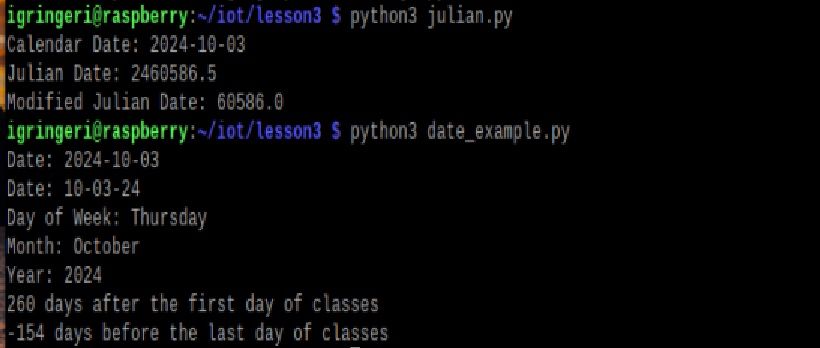 igringeri@raspberry:~/iot/lesson3 $ python3 julian.py
Calendar Date: 2024-10-03
Julian Date: 2460586.5
Modified Julian Date: 60586.0
igringeri@raspberry:~/iot/lesson3 $ python3 date_example.py
Date: 2024-10-03
Date: 10-03-24
Day of Week: Thursday
Month: October
Year: 2024
260 days after the first day of classes
-154 days before the last day of classes